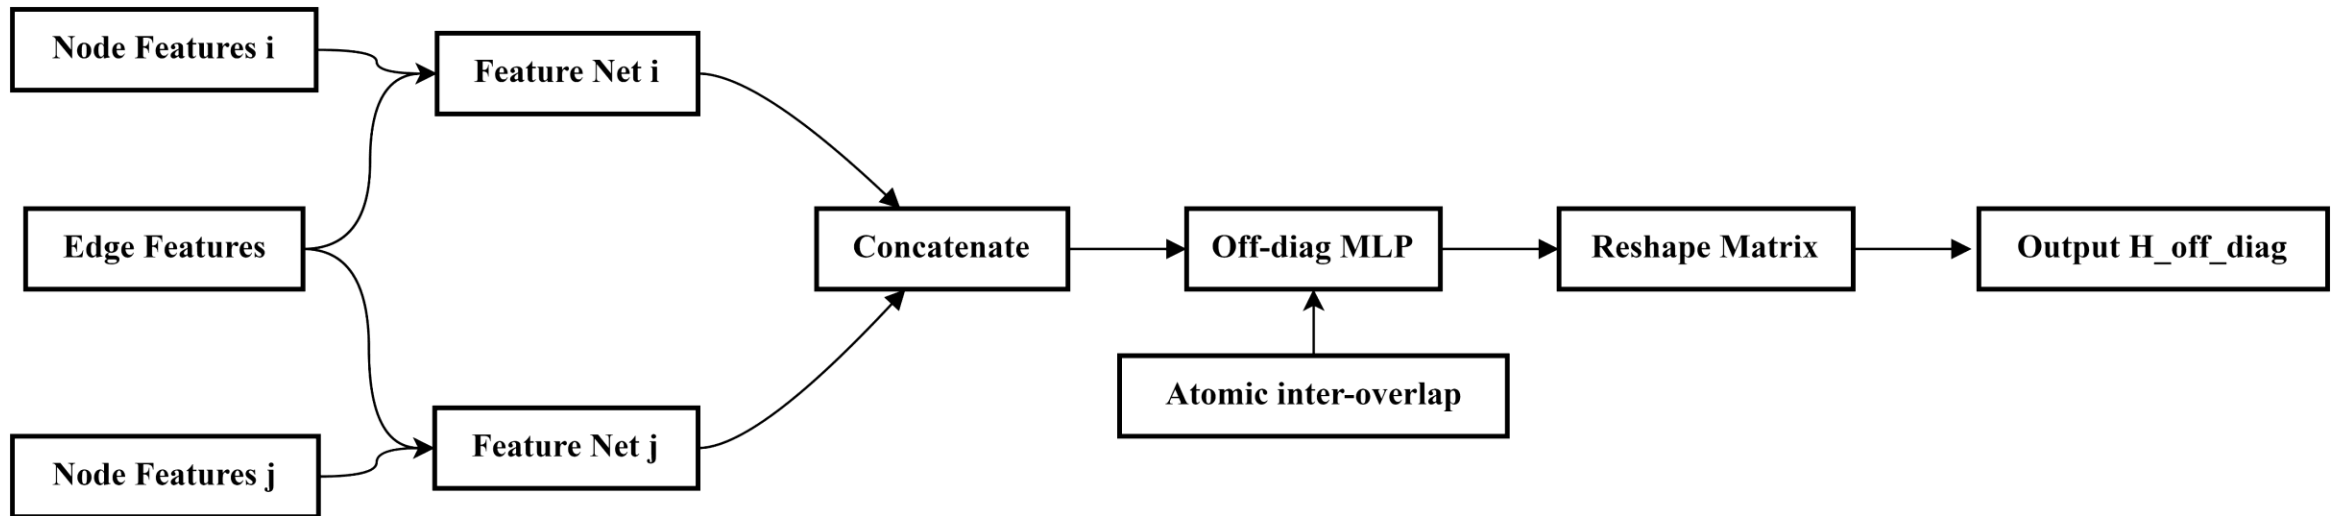 Node Features i
Feature Net i
Edge Features
Concatenate
Off-diag MLP
Reshape Matrix
Output H_off_diag
Atomic inter-overlap
Feature Net j
Node Features j